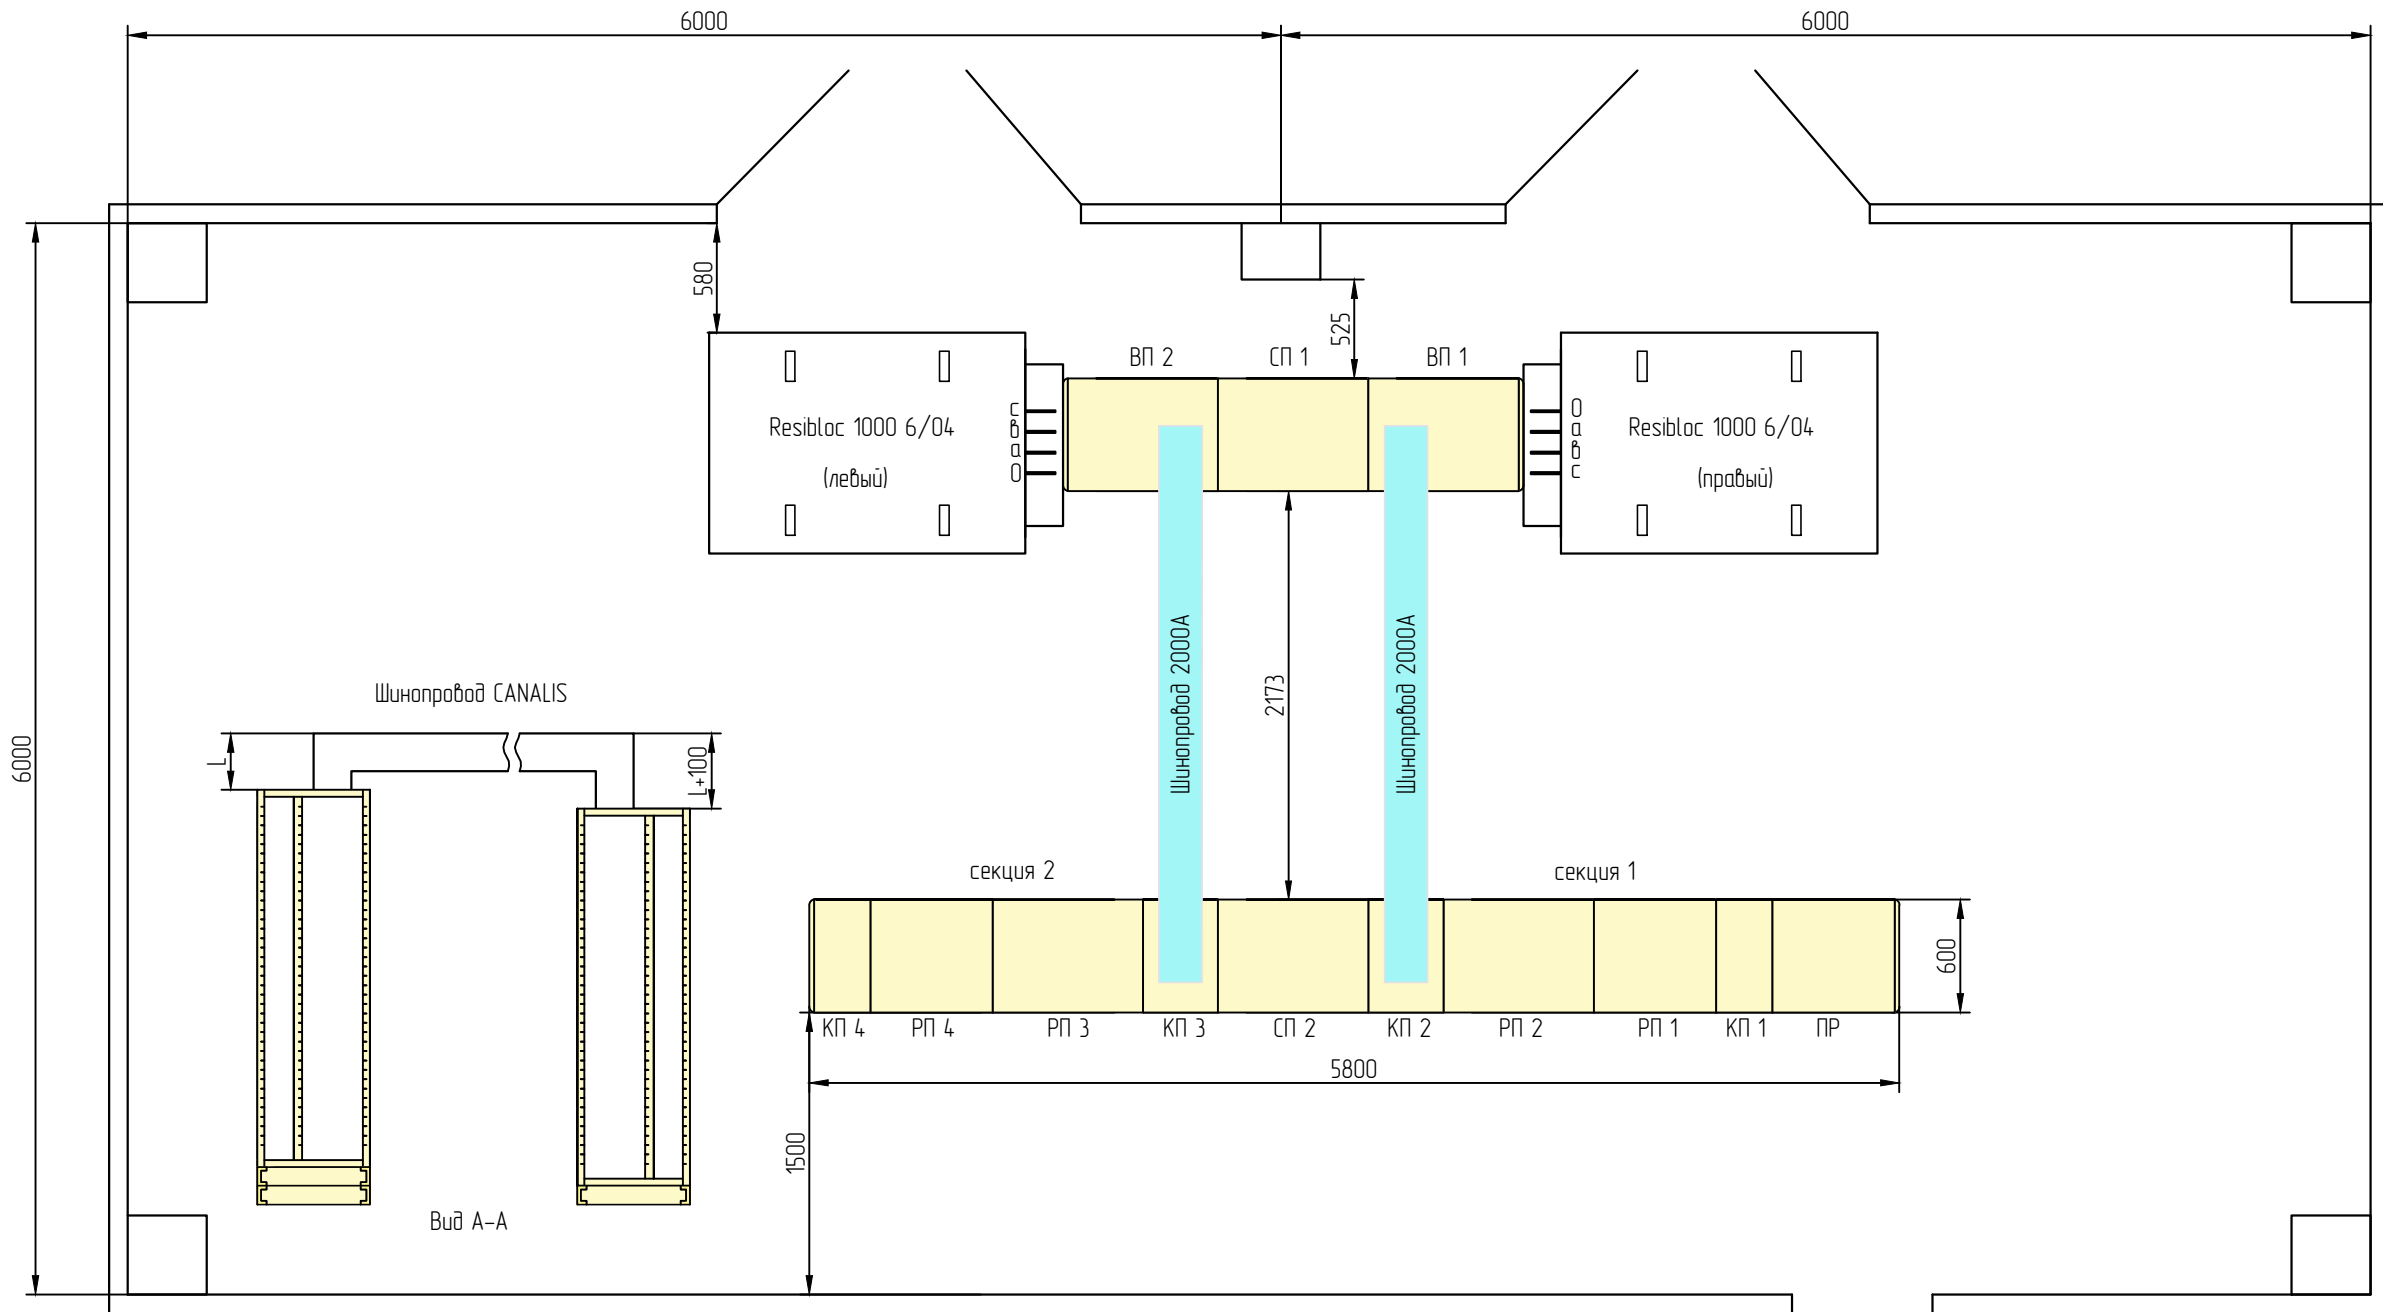 6000
6000
580
525
ВП 2
СП 1
ВП 1
Resibloc 1000 6/04
(левый)
с
в
а
0
0
а
в
с
Resibloc 1000 6/04
(правый)
6000
Шинопровод CANALIS
L
L+100
Вид А-А
Шинопровод 2000А
2173
Шинопровод 2000А
секция 2
секция 1
600
КП 4
РП 4
РП 3
КП 3
СП 2
КП 2
РП 2
РП 1
КП 1
ПР
5800
1500